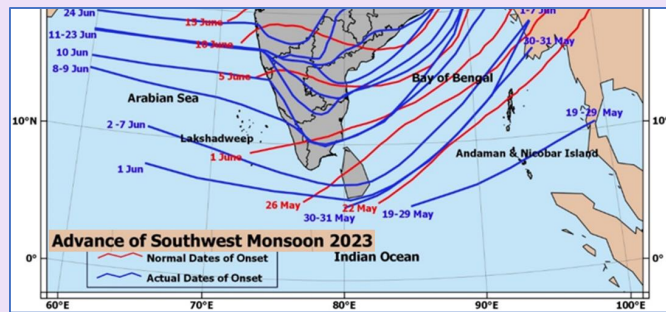 24 Jun
15 June
1-7 Jun
11-23 Jun
10 June
30-31 May
10 Jun
8-9 Jun
5 June
Bay of Bengal
Arabian Sea
19-29 May
10°N
2 -7 Jun
10°N
Lakshadweep
1 June
Andaman & Nicobar Island
1 Jun
26 May
22 May
19-29 May
30-31 May
Advance of Southwest Monsoon 2023
Normal Dates of Onset
Indian Ocean
0°
0°
Actual Dates of Onset
60°E
70°E
80°E
90°E
100°E